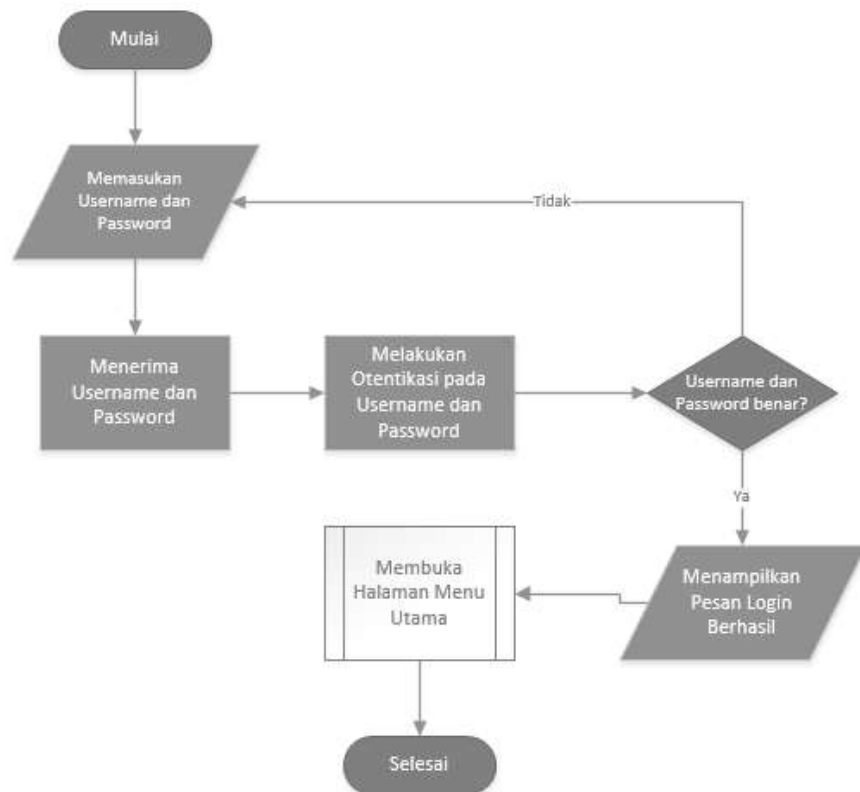 Mulai
Memasukan
Username dan
Password
Tidak
Menerima
Username dan
Password
Melakukan
Otentikasi pada
Username dan
Password
Username dan
Password benar?
Ya
Menampilkan
Pesan Login
Berhasil
Membuka
Halaman Menu
Utama
Selesai